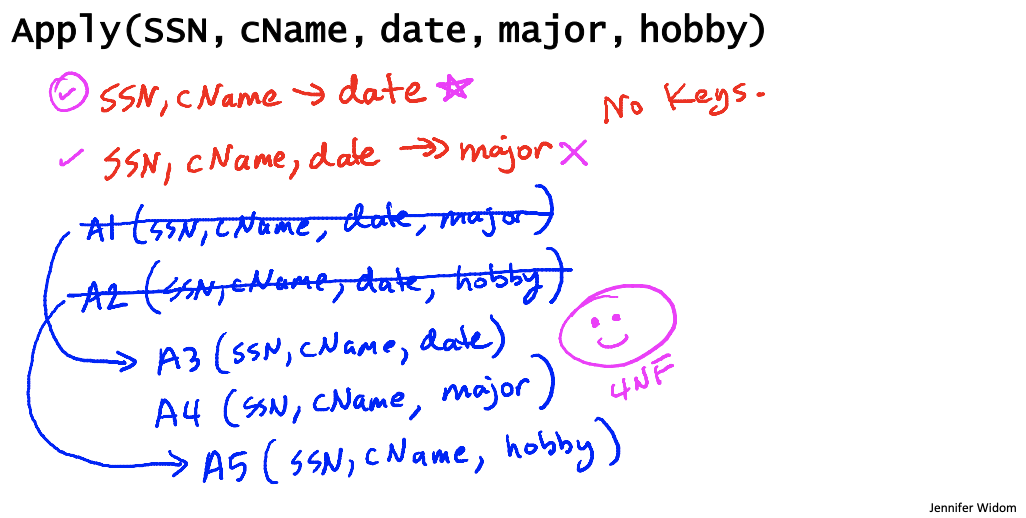 Apply(SSN, cName, date, major, hobby)
SSN, cName → date
No Keys.
SSN, cName, date ↠ major
A1 (SSN, cName, date, major)
A2 (SSN, cName, date, hobby)
A3 (SSN, cName, date)
A4 (SSN, cName, major)
4NF
A5 (SSN, cName, hobby)
Jennifer Widom